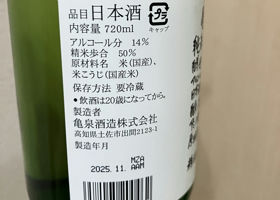 品目 日本酒
内容量 720ml
プラ
キャップ
アルコール分 14%
精米歩合 50%
原材料名 米(国産)、
米こうじ(国産米)
保存方法 要冷蔵
●飲酒は20歳になってから。
製造者
亀泉酒造株式会社
高知県土佐市出間2123-1
製造年月
2025.11. MZA
AAM